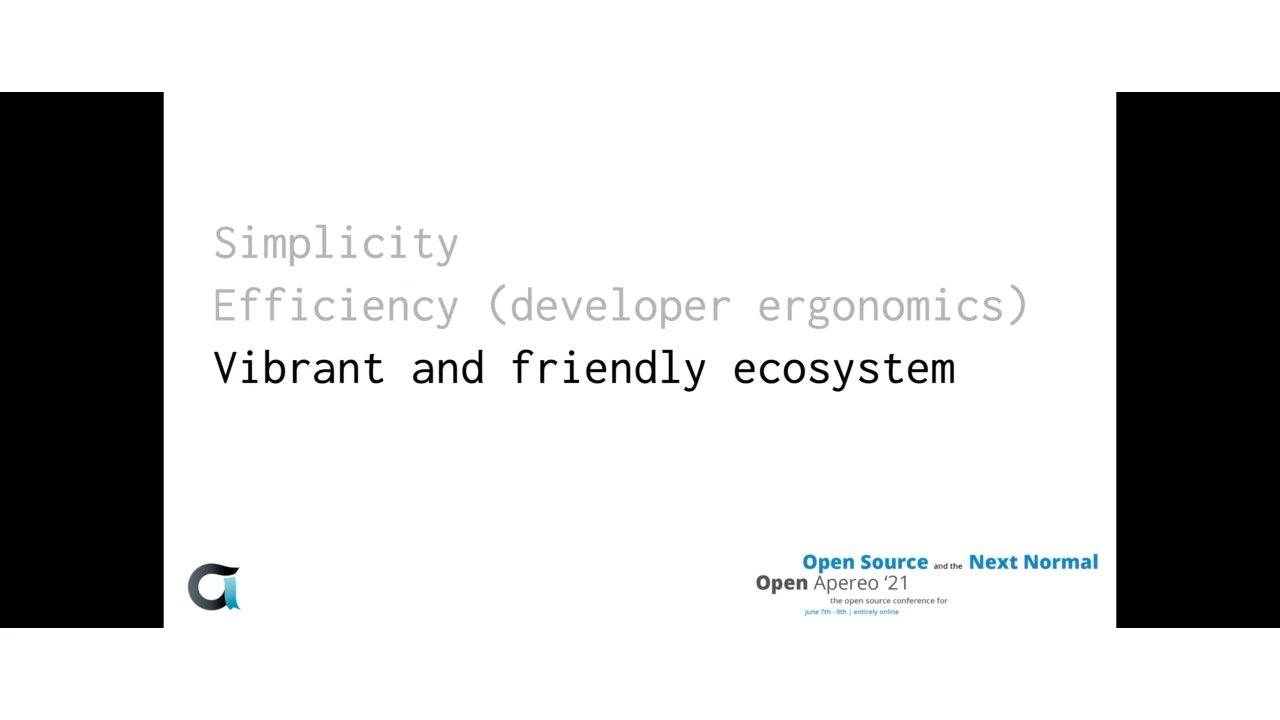 Simplicity
Efficiency (developer ergonomics)
Vibrant and friendly ecosystem
Open Source and the Next Normal
Open Apereo ‘21
the open source conference for
june 7th - 9th | entirely online